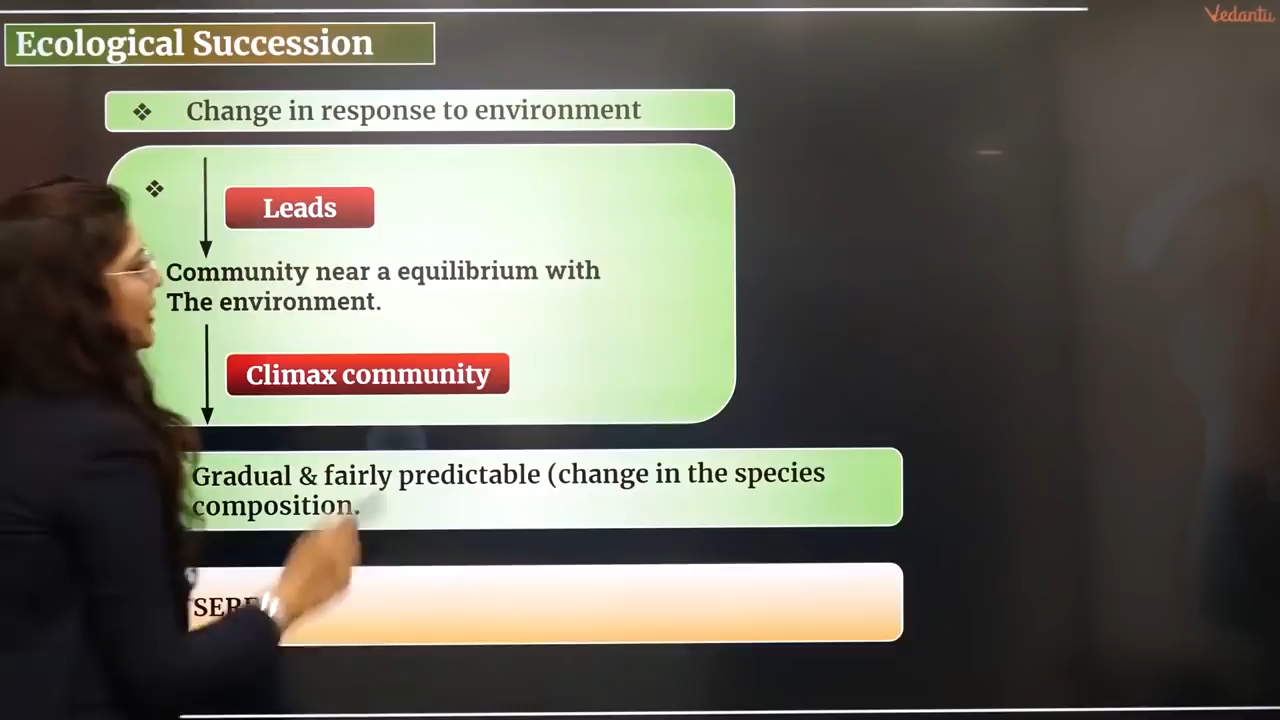 Vedantu
Ecological Succession
❖ Change in response to environment
❖
Leads
Community near a equilibrium with
The environment.
Climax community
Gradual & fairly predictable (change in the species
composition.